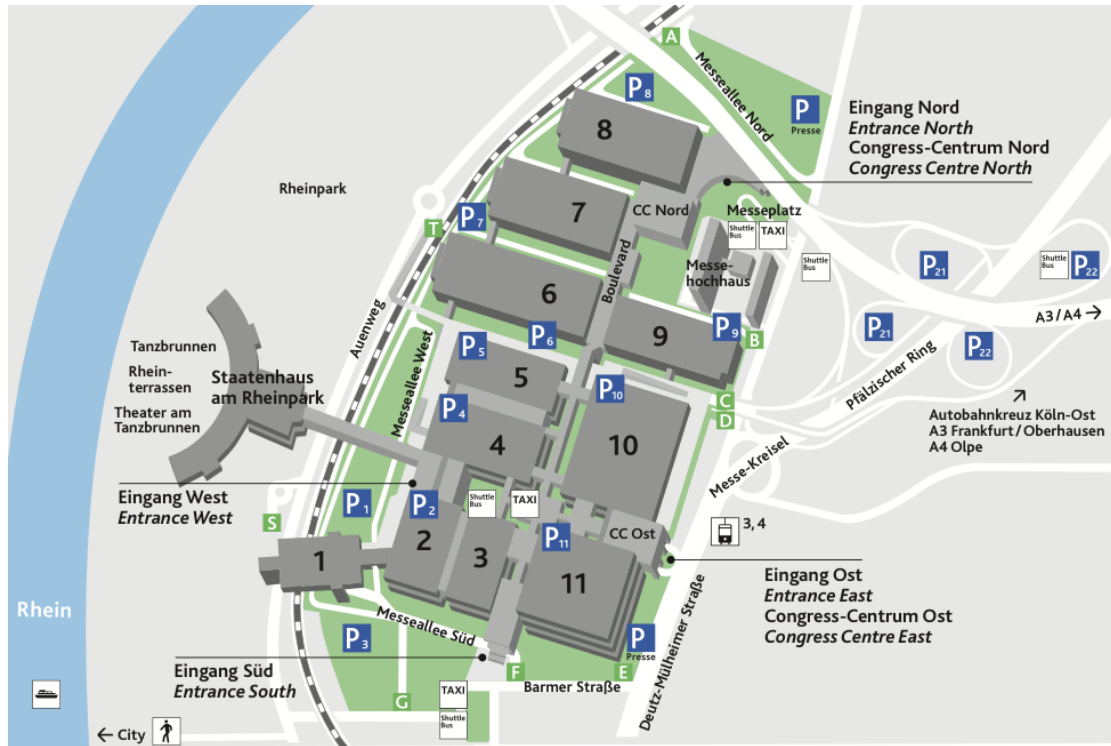 A
Messeallee Nord
P8
P
Presse
8
Eingang Nord
Entrance North
Congress-Centrum Nord
Congress Centre North
Rheinpark
7
CC Nord
Messeplatz
P7
T
Shuttle
Bus
TAXI
Boulevard
Messe-
hochhaus
Shuttle
Bus
P21
Shuttle
Bus
P22
6
Auenweg
9
P9
B
A3/A4 →
P21
P22
P6
P5
Messeallee West
Tanzbrunnen
Rhein-
terrassen
Theater am
Tanzbrunnen
Staatenhaus
am Rheinpark
5
P10
Pfälzischer Ring
C
D
P4
4
10
Autobahnkreuz Köln-Ost
A3 Frankfurt/Oberhausen
A4 Olpe
Messe-Kreisel
Eingang West
Entrance West
P1
P2
Shuttle
Bus
TAXI
S
P11
CC Ost
3, 4
1
2
3
11
Eingang Ost
Entrance East
Congress-Centrum Ost
Congress Centre East
Rhein
Messeallee Süd
P3
P
Presse
Deutz-Mülheimer Straße
Eingang Süd
Entrance South
F
E
G
Barmer Straße
TAXI
Shuttle
Bus
← City